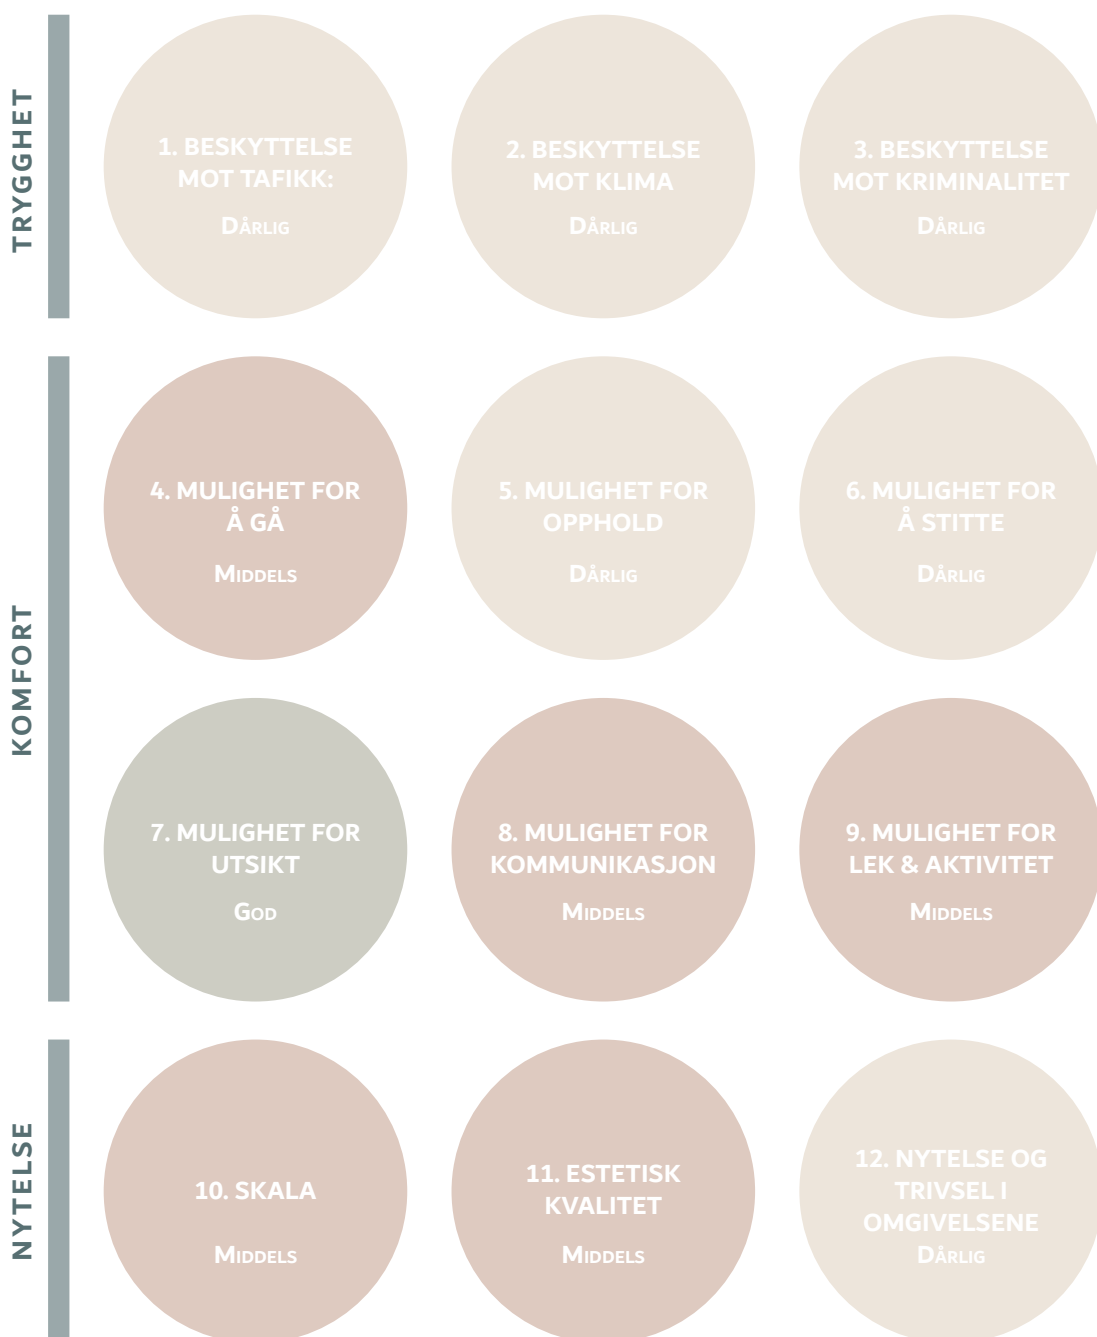 TRYGGHET
1. BESKYTTELSE
MOT TAFIKK:
DÅRLIG
2. BESKYTTELSE
MOT KLIMA
DÅRLIG
3. BESKYTTELSE
MOT KRIMINALITET
DÅRLIG
KOMFORT
4. MULIGHET FOR
Å GÅ
MIDDELS
5. MULIGHET FOR
OPPHOLD
DÅRLIG
6. MULIGHET FOR
Å STITTE
DÅRLIG
7. MULIGHET FOR
UTSIKT
GOD
8. MULIGHET FOR
KOMMUNIKASJON
MIDDELS
9. MULIGHET FOR
LEK & AKTIVITET
MIDDELS
NYTELSE
10. SKALA
MIDDELS
11. ESTETISK
KVALITET
MIDDELS
12. NYTELSE OG
TRIVSEL I
OMGIVELSENE
DÅRLIG